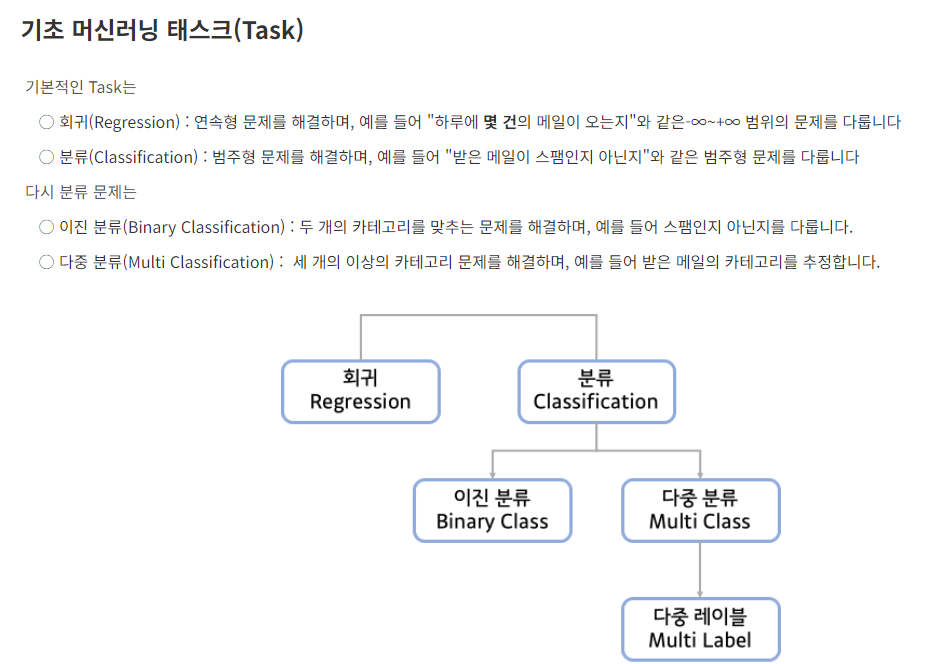 기초 머신러닝 태스크(Task)
기본적인 Task는
○ 회귀(Regression) : 연속형 문제를 해결하며, 예를 들어 "하루에 몇 건의 메일이 오는지"와 같은-∞~+∞ 범위의 문제를 다룹니다
○ 분류(Classification) : 범주형 문제를 해결하며, 예를 들어 "받은 메일이 스팸인지 아닌지"와 같은 범주형 문제를 다룹니다
다시 분류 문제는
○ 이진 분류(Binary Classification) : 두 개의 카테고리를 맞추는 문제를 해결하며, 예를 들어 스팸인지 아닌지를 다룹니다.
○ 다중 분류(Multi Classification) : 세 개의 이상의 카테고리 문제를 해결하며, 예를 들어 받은 메일의 카테고리를 추정합니다.
회귀
Regression
분류
Classification
이진 분류
Binary Class
다중 분류
Multi Class
다중 레이블
Multi Label